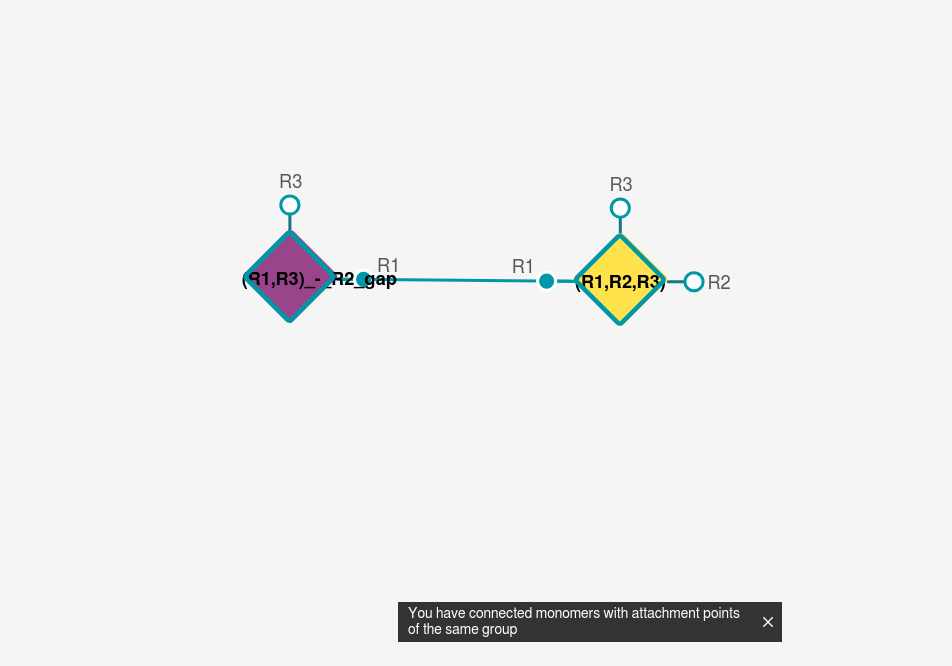 R3
R3
R1
R1
(R1,R3)_-_R2_gap
(R1,R2,R3)
R2
You have connected monomers with attachment points
of the same group